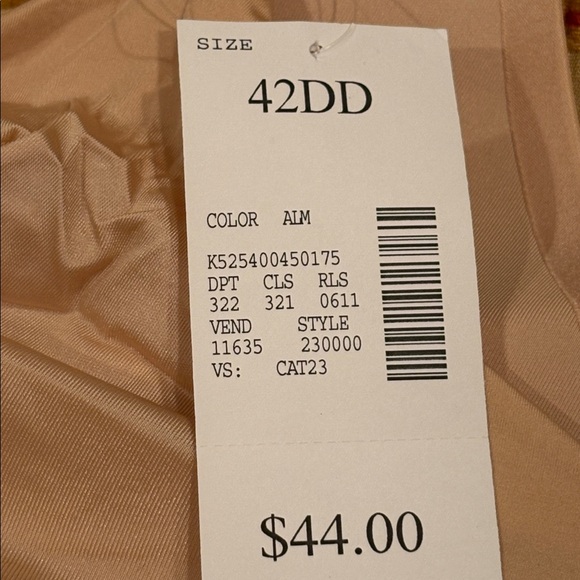 SIZE
42DD
COLOR ALM
K525400450175
DPT CLS RLS
322 321 0611
VEND STYLE
11635 230000
VS: CAT23
$44.00